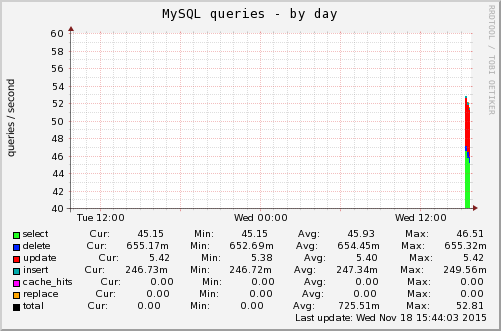 MySQL queries - by day
RRDTOOL / TOBI OETIKER
queries / second
60
58
56
54
52
50
48
46
44
42
40
Tue 12:00 Wed 00:00 Wed 12:00
select Cur: 45.15 Min: 45.15 Avg: 45.93 Max: 46.51
delete Cur: 655.17m Min: 652.69m Avg: 654.45m Max: 655.32m
update Cur: 5.42 Min: 5.38 Avg: 5.40 Max: 5.42
insert Cur: 246.73m Min: 246.72m Avg: 247.34m Max: 249.56m
cache_hits Cur: 0.00 Min: 0.00 Avg: 0.00 Max: 0.00
replace Cur: 0.00 Min: 0.00 Avg: 0.00 Max: 0.00
total Cur: 0.00 Min: 0.00 Avg: 725.51m Max: 52.81
Last update: Wed Nov 18 15:44:03 2015